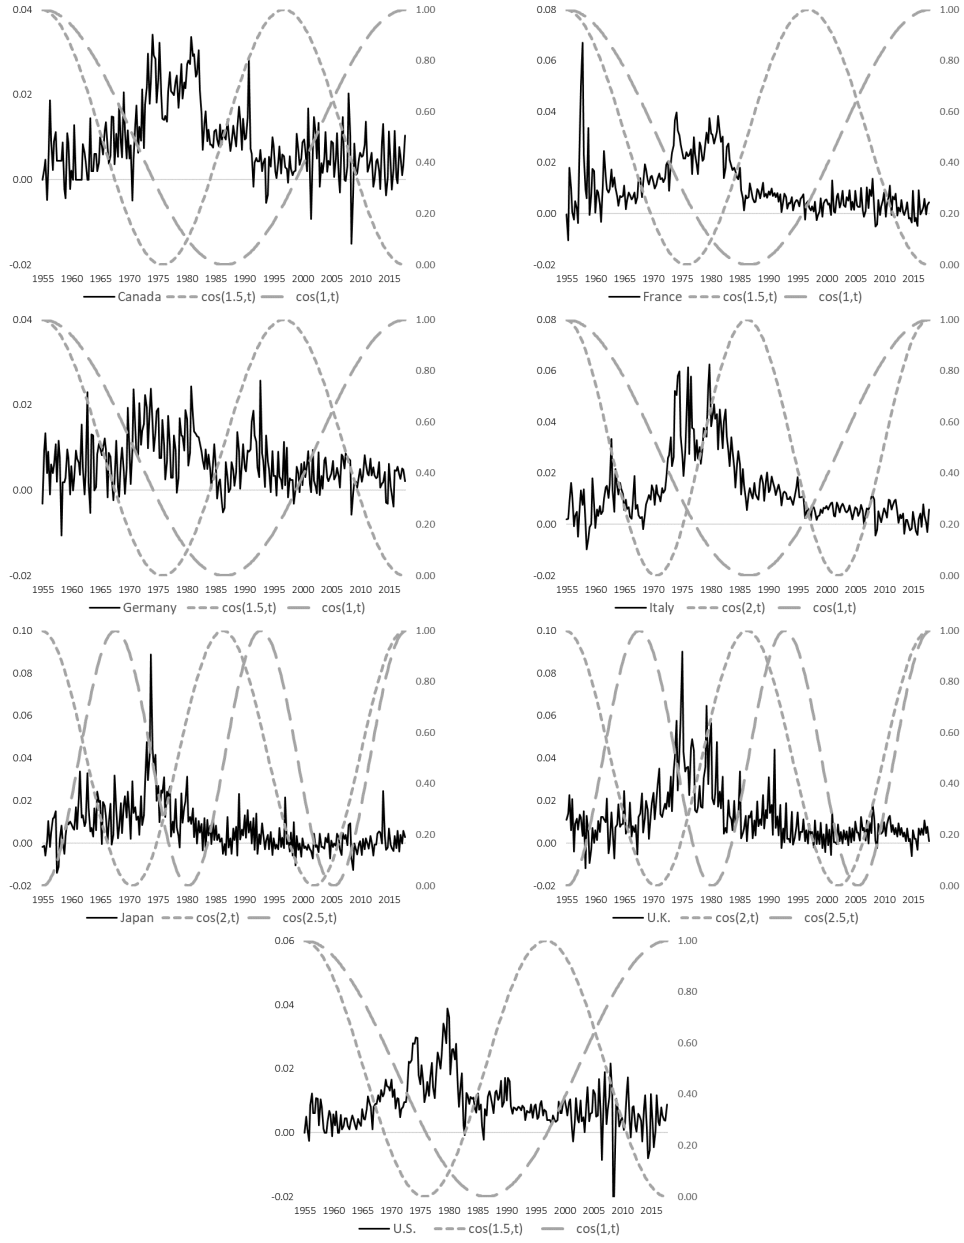 0.04 1.00 0.08 1.00
0.80 0.06 0.80
0.02 0.60 0.04 0.60
0.40 0.02 0.40
0.00 0.20 0.00 0.20
-0.02 0.00 -0.02 0.00
1955 1960 1965 1970 1975 1980 1985 1990 1995 2000 2005 2010 2015 1955 1960 1965 1970 1975 1980 1985 1990 1995 2000 2005 2010 2015
Canada cos(1.5,t) cos(1,t) France cos(1.5,t) cos(1,t)
0.04 1.00 0.08 1.00
0.80 0.06 0.80
0.02 0.60 0.04 0.60
0.40 0.02 0.40
0.00 0.20 0.00 0.20
-0.02 0.00 -0.02 0.00
1955 1960 1965 1970 1975 1980 1985 1990 1995 2000 2005 2010 2015 1955 1960 1965 1970 1975 1980 1985 1990 1995 2000 2005 2010 2015
Germany cos(1.5,t) cos(1,t) Italy cos(2,t) cos(1,t)
0.10 1.00 0.10 1.00
0.08 0.80 0.08 0.80
0.06 0.60 0.06 0.60
0.04 0.40 0.04 0.40
0.02 0.20 0.02 0.20
0.00 0.00
-0.02 0.00 -0.02 0.00
1955 1960 1965 1970 1975 1980 1985 1990 1995 2000 2005 2010 2015 1955 1960 1965 1970 1975 1980 1985 1990 1995 2000 2005 2010 2015
Japan cos(2,t) cos(2.5,t) U.K. cos(2,t) cos(2.5,t)
0.06 1.00
0.80
0.04
0.60
0.02 0.40
0.00 0.20
-0.02 0.00
1955 1960 1965 1970 1975 1980 1985 1990 1995 2000 2005 2010 2015
U.S. cos(1.5,t) cos(1,t)